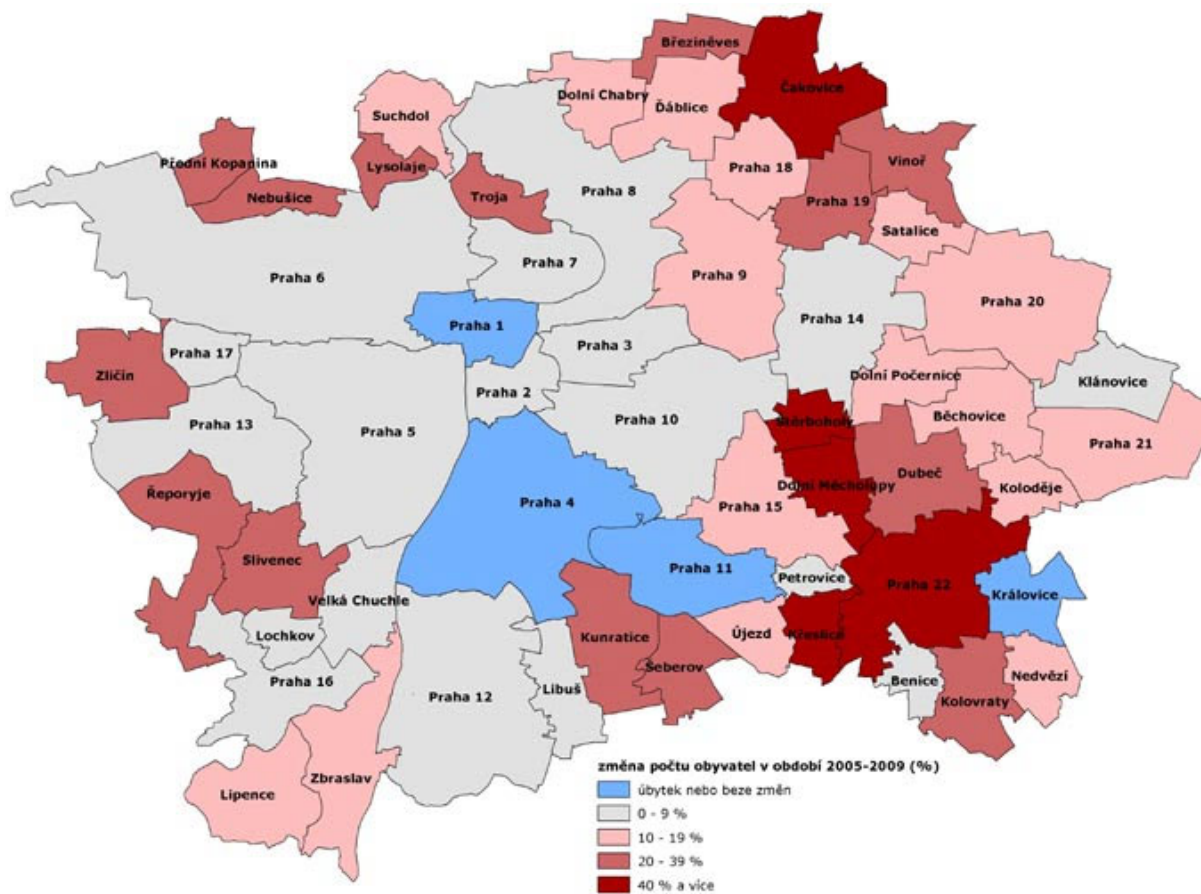 Březiněves
Čakovice
Dolní Chabry
Ďáblice
Suchdol
Přední Kopanina
Lysolaje
Praha 18
Vinoř
Praha 8
Nebušice
Troja
Praha 19
Satalice
Praha 7
Praha 9
Praha 6
Praha 20
Praha 14
Praha 1
Praha 3
Praha 17
Klánovice
Zličín
Dolní Počernice
Praha 2
Běchovice
Praha 10
Praha 13
Praha 5
Štěrboholy
Praha 21
Dubeč
Dolní Měcholupy
Koloděje
Řeporyje
Praha 4
Praha 15
Slivenec
Praha 11
Petrovice
Praha 22
Královice
Velká Chuchle
Lochkov
Kunratice
Újezd
Křeslice
Šeberov
Nedvězí
Benice
Praha 16
Praha 12
Libuš
Kolovraty
Zbraslav
Lipence
změna počtu obyvatel v období 2005-2009 (%)
úbytek nebo beze změn
0 - 9 %
10 - 19 %
20 - 39 %
40 % a více